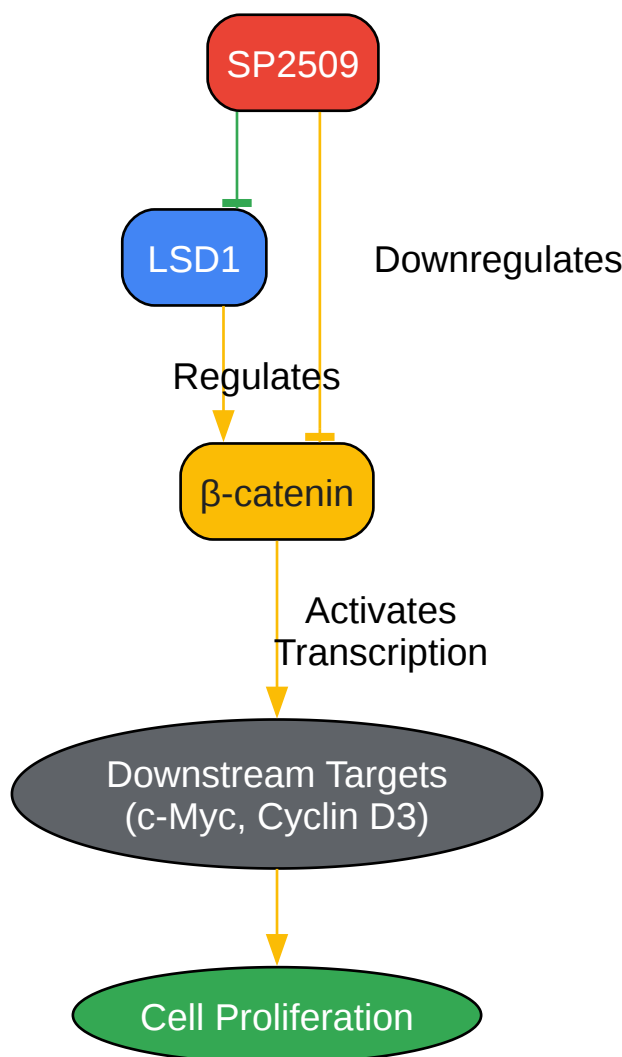 SP2509
LSD1
Downregulates
Regulates
β-catenin
Activates
Transcription
Downstream Targets
(c-Myc, Cyclin D3)
Cell Proliferation